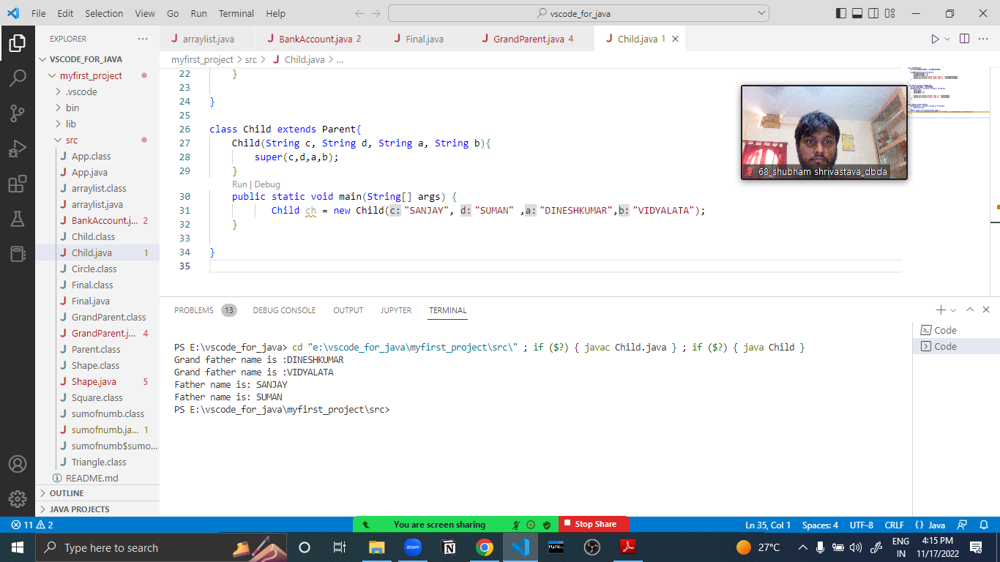 File Edit Selection View Go Run Terminal Help
vscode_for_java
EXPLORER
VSCODE_FOR_JAVA
myfirst_project
.vscode
bin
lib
src
App.class
App.java
arraylist.class
arraylist.java
BankAccount.j... 2
Child.class
Child.java 1
Circle.class
Final.class
Final.java
GrandParent.class
GrandParent.j... 4
Parent.class
Shape.class
Shape.java 5
Square.class
sumofnumb.class
sumofnumb.ja... 1
sumofnumb$sumo...
Triangle.class
README.md
OUTLINE
JAVA PROJECTS
arraylist.java BankAccount.java 2 Final.java GrandParent.java 4 Child.java 1
myfirst_project > src > Child.java > ...
22 }
23
24 }
25
26 class Child extends Parent{
27 Child(String c, String d, String a, String b){
28 super(c,d,a,b);
29 }
Run | Debug
30 public static void main(String[] args) {
31 Child ch = new Child(c: "SANJAY", d: "SUMAN" ,a: "DINESHKUMAR",b: "VIDYALATA");
32 }
33
34 }
35
68_shubham shrivastava_dbda
PROBLEMS 13 DEBUG CONSOLE OUTPUT JUPYTER TERMINAL
Code
Code
PS E:\vscode_for_java> cd "e:\vscode_for_java\myfirst_project\src\" ; if ($?) { javac Child.java } ; if ($?) { java Child }
Grand father name is :DINESHKUMAR
Grand father name is :VIDYALATA
Father name is: SANJAY
Father name is: SUMAN
PS E:\vscode_for_java\myfirst_project\src>
11 2
You are screen sharing
Stop Share
Ln 35, Col 1 Spaces: 4 UTF-8 CRLF {} Java
Type here to search
zoom
MySQL
27°C
ENG
IN
4:15 PM
11/17/2022